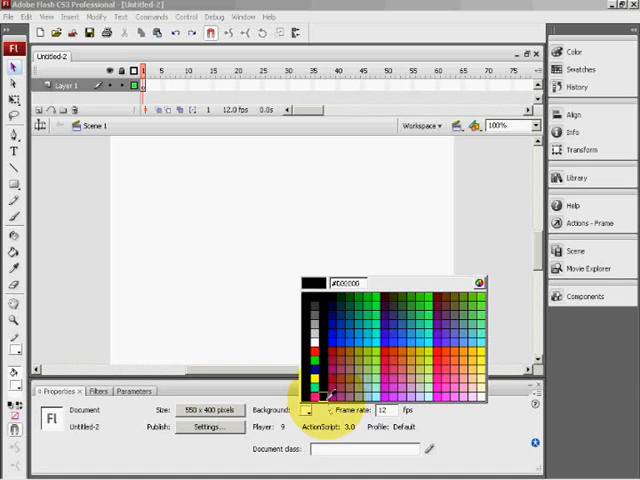 Adobe Flash CS3 Professional - [Untitled-2]
File Edit View Insert Modify Text Commands Control Debug Window Help
Untitled-2
1 5 10 15 20 25 30 35 40 45 50 55 60 65 70 75
Layer 1
1 12.0 fps 0.0s
Scene 1 Workspace 100%
Fl
Color
Swatches
History
Align
Info
Transform
Library
Help
Actions - Frame
Scene
Movie Explorer
Components
#000000
Properties Filters Parameters
Fl
Document Size: 550 x 400 pixels Background: Frame rate: 12 fps
Untitled-2 Publish: Settings... Player: 9 ActionScript: 3.0 Profile: Default
Document class: